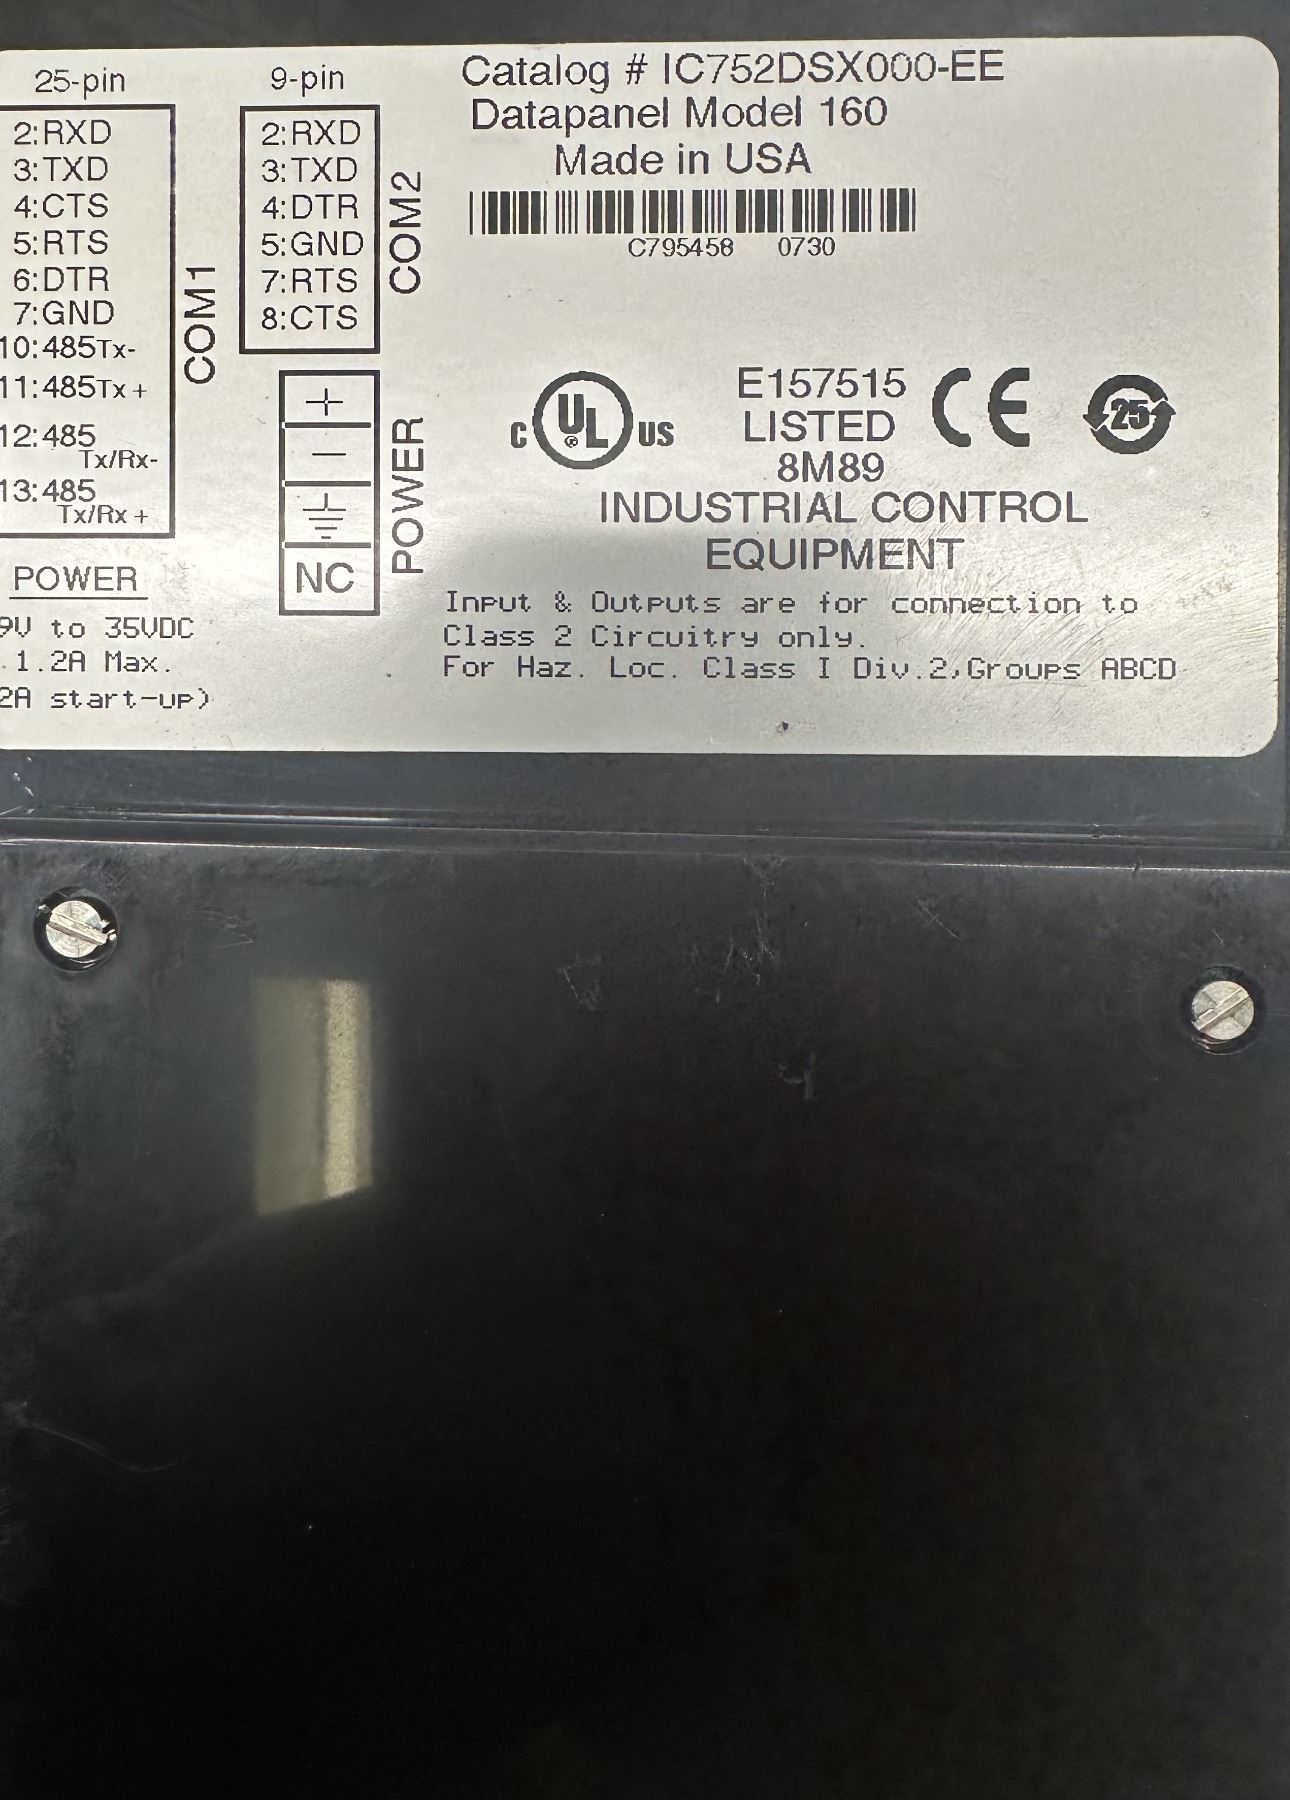 25-pin
2:RXD
3:TXD
4:CTS
5:RTS
6:DTR
7:GND
10:485Tx-
11:485Tx+
12:485
Tx/Rx-
13:485
Tx/Rx+
COM1
POWER
9V to 35VDC
1.2A Max.
2A start-up)
9-pin
2:RXD
3:TXD
4:DTR
5:GND
7:RTS
8:CTS
COM2
+
-
NC
POWER
Catalog # IC752DSX000-EE
Datapanel Model 160
Made in USA
C795458 0730
C UL® US
E157515
LISTED
8M89
CE
25
INDUSTRIAL CONTROL
EQUIPMENT
Input & Outputs are for connection to
Class 2 Circuitry only.
For Haz. Loc. Class I Div.2,Groups ABCD